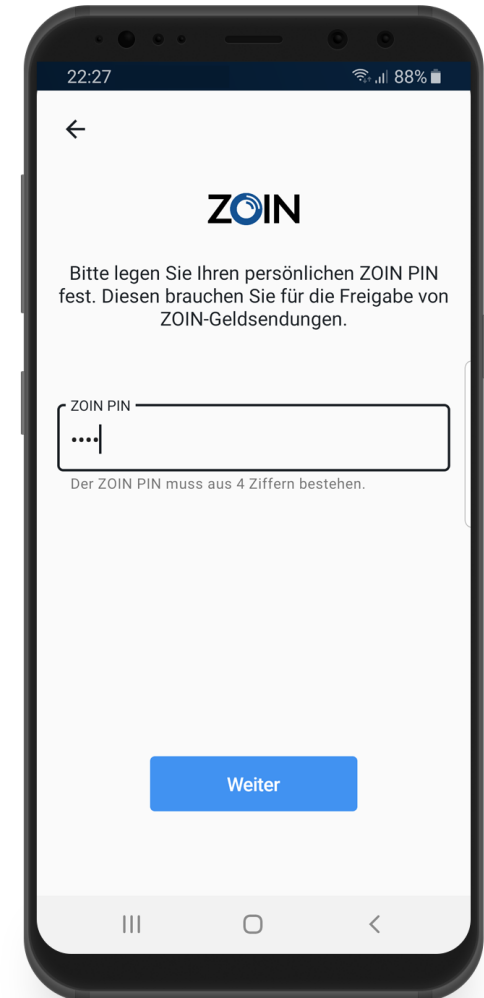 22:27
88%
ZOIN
Bitte legen Sie Ihren persönlichen ZOIN PIN
fest. Diesen brauchen Sie für die Freigabe von
ZOIN-Geldsendungen.
ZOIN PIN
••••
Der ZOIN PIN muss aus 4 Ziffern bestehen.
Weiter